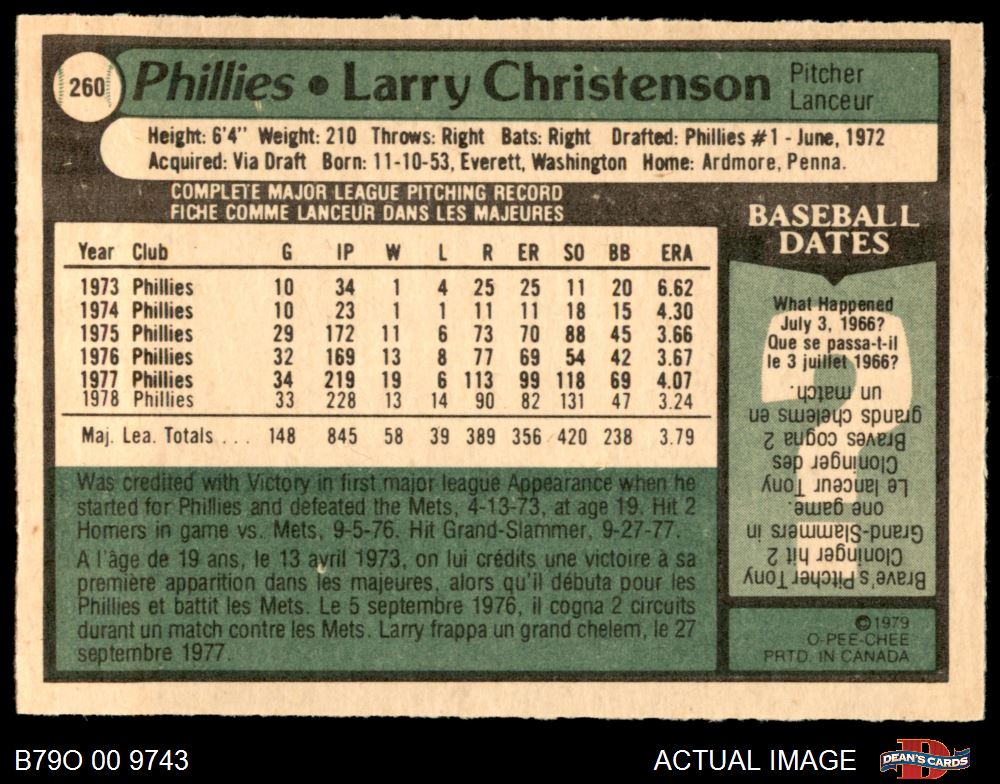 260
Phillies • Larry Christenson
Pitcher
Lanceur
Height: 6'4" Weight: 210 Throws: Right Bats: Right Drafted: Phillies #1 - June, 1972
Acquired: Via Draft Born: 11-10-53, Everett, Washington Home: Ardmore, Penna.
COMPLETE MAJOR LEAGUE PITCHING RECORD
FICHE COMME LANCEUR DANS LES MAJEURES
Year Club G IP W L R ER SO BB ERA
1973 Phillies 10 34 1 4 25 25 11 20 6.62
1974 Phillies 10 23 1 1 11 11 18 15 4.30
1975 Phillies 29 172 11 6 73 70 88 45 3.66
1976 Phillies 32 169 13 8 77 69 54 42 3.67
1977 Phillies 34 219 19 6 113 99 118 69 4.07
1978 Phillies 33 228 13 14 90 82 131 47 3.24
Maj. Lea. Totals . . . 148 845 58 39 389 356 420 238 3.79
Was credited with Victory in first major league Appearance when he
started for Phillies and defeated the Mets, 4-13-73, at age 19. Hit 2
Homers in game vs. Mets, 9-5-76. Hit Grand-Slammer, 9-27-77.
A l'âge de 19 ans, le 13 avril 1973, on lui crédits une victoire à sa
première apparition dans les majeures, alors qu'il débuta pour les
Phillies et battit les Mets. Le 5 septembre 1976, il cogna 2 circuits
durant un match contre les Mets. Larry frappa un grand chelem, le 27
septembre 1977.
BASEBALL
DATES
What Happened
July 3, 1966?
Que se passa-t-il
le 3 juillet 1966?
Brave's Pitcher Tony
Cloninger hit 2
Grand-Slammers in
one game.
Le lanceur Tony
Cloninger des
Braves cogna 2
grands chelems en
un match.
©1979
O-PEE-CHEE
PRTD. IN CANADA
B79O 00 9743
ACTUAL IMAGE
DEAN'S CARDS